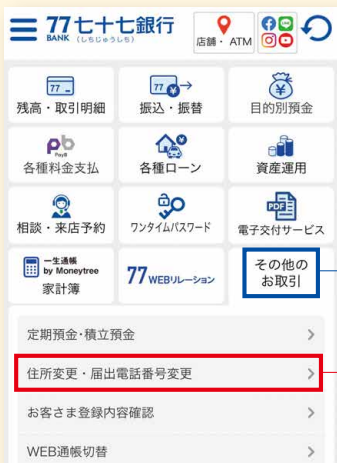 77 七十七銀行
BANK (しちじゅうしち)
店舗・ATM
77
残高・取引明細
77
振込・振替
目的別預金
pb
PayB
各種料金支払
各種ローン
資産運用
相談・来店予約
ワンタイムパスワード
PDF
電子交付サービス
一生通帳
by Moneytree
家計簿
77 WEBリレーション
その他の
お取引
定期預金・積立預金
住所変更・届出電話番号変更
お客さま登録内容確認
WEB通帳切替